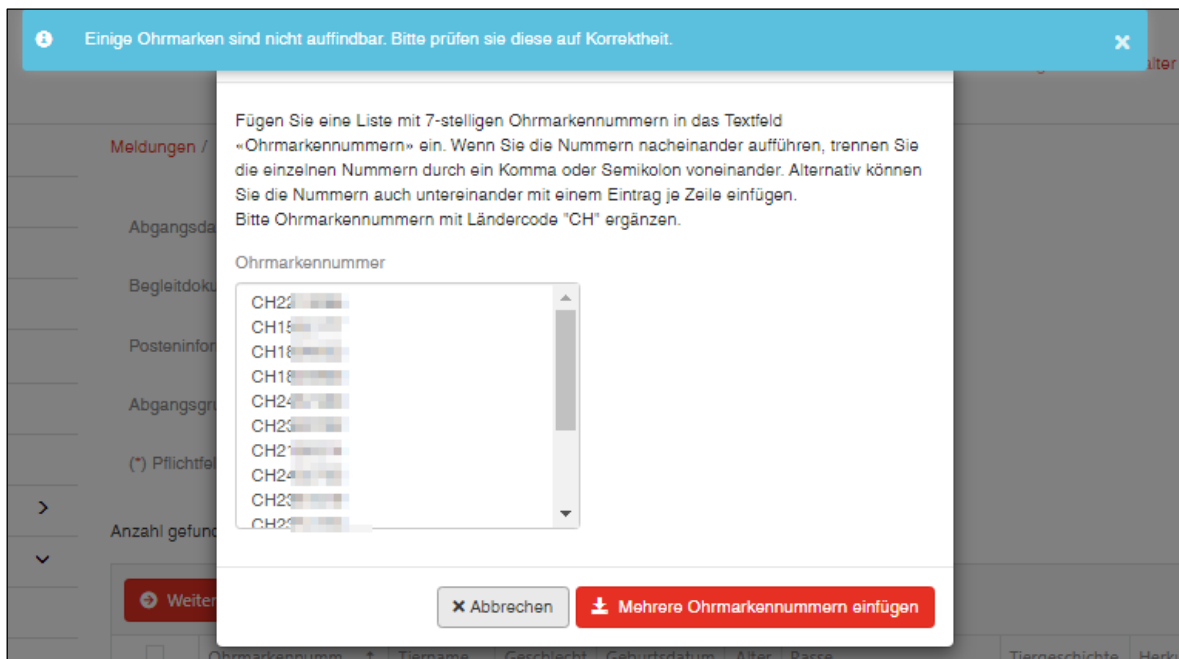 Einige Ohrmarken sind nicht auffindbar. Bitte prüfen sie diese auf Korrektheit.
Fügen Sie eine Liste mit 7-stelligen Ohrmarkennummern in das Textfeld
«Ohrmarkennummern» ein. Wenn Sie die Nummern nacheinander aufführen, trennen Sie
die einzelnen Nummern durch ein Komma oder Semikolon voneinander. Alternativ können
Sie die Nummern auch untereinander mit einem Eintrag je Zeile einfügen.
Bitte Ohrmarkennummern mit Ländercode "CH" ergänzen.
Meldungen /
Abgangsda
Begleitdoku
Posteninfor
Abgangsgru
(*) Pflichtfel
Anzahl gefund
Ohrmarkennummer
CH22
CH15
CH18
CH18
CH24
CH23
CH21
CH24
CH23
CH23
Weiter
Abbrechen
Mehrere Ohrmarkennummern einfügen
Ohrmarkennumm Tiername Geschlecht Geburtsdatum Alter Rasse Tiergeschichte Herku